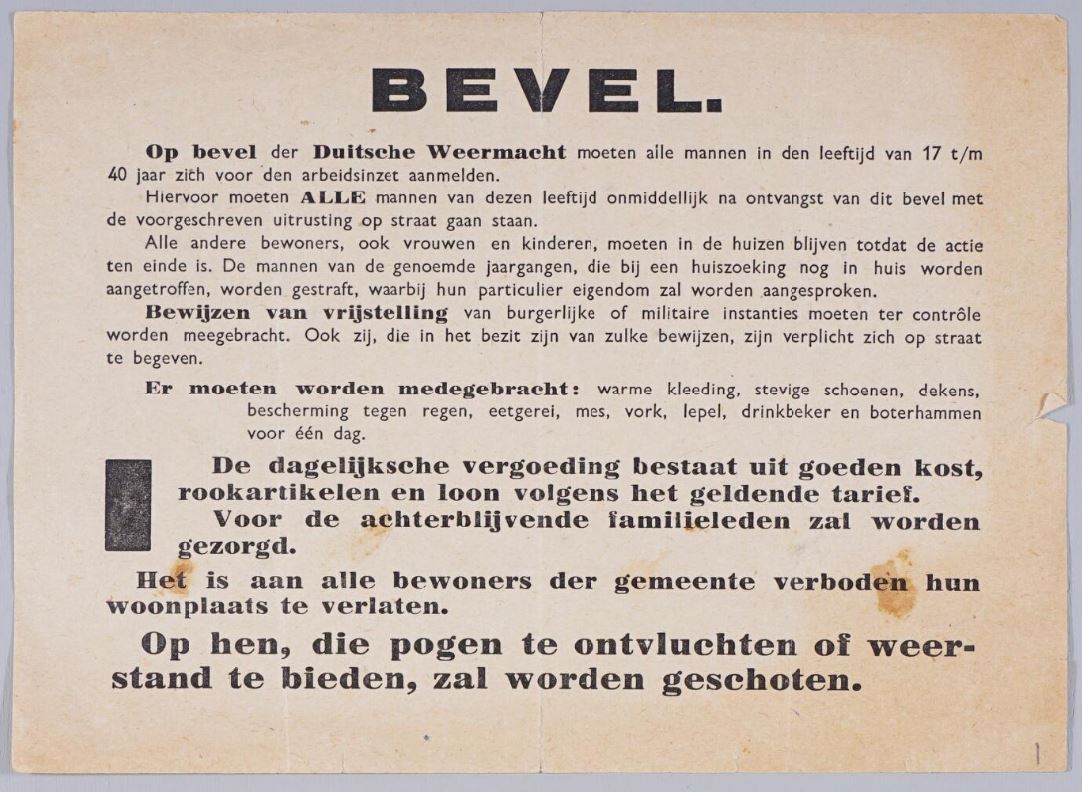 BEVEL.
Op bevel der Duitsche Weermacht moeten alle mannen in den leeftijd van 17 t/m
40 jaar zich voor den arbeidsinzet aanmelden.
Hiervoor moeten ALLE mannen van dezen leeftijd onmiddellijk na ontvangst van dit bevel met
de voorgeschreven uitrusting op straat gaan staan.
Alle andere bewoners, ook vrouwen en kinderen, moeten in de huizen blijven totdat de actie
ten einde is. De mannen van de genoemde jaargangen, die bij een huiszoeking nog in huis worden
aangetroffen, worden gestraft, waarbij hun particulier eigendom zal worden aangesproken.
Bewijzen van vrijstelling van burgerlijke of militaire instanties moeten ter contrôle
worden meegebracht. Ook zij, die in het bezit zijn van zulke bewijzen, zijn verplicht zich op straat
te begeven.
Er moeten worden medegebracht: warme kleeding, stevige schoenen, dekens,
bescherming tegen regen, eetgerei, mes, vork, lepel, drinkbeker en boterhammen
voor één dag.
De dagelijksche vergoeding bestaat uit goeden kost,
rookartikelen en loon volgens het geldende tarief.
Voor de achterblijvende familieleden zal worden
gezorgd.
Het is aan alle bewoners der gemeente verboden hun
woonplaats te verlaten.
Op hen, die pogen te ontvluchten of weer-
stand te bieden, zal worden geschoten.